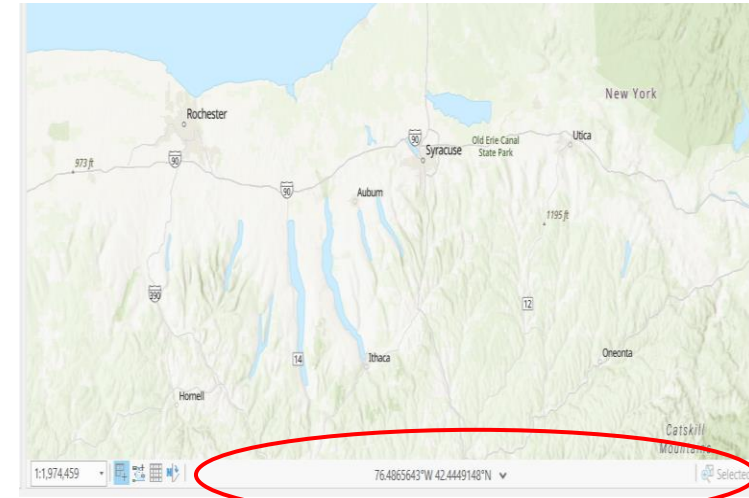 New York
Rochester
Utica
90
Old Erie Canal
State Park
Syracuse
973 ft
90
90
Auburn
1195 ft
390
12
14
Ithaca
Oneonta
Hornell
Catskill
Mountains
1:1,974,459
76.4865643°W 42.4449148°N
Selected